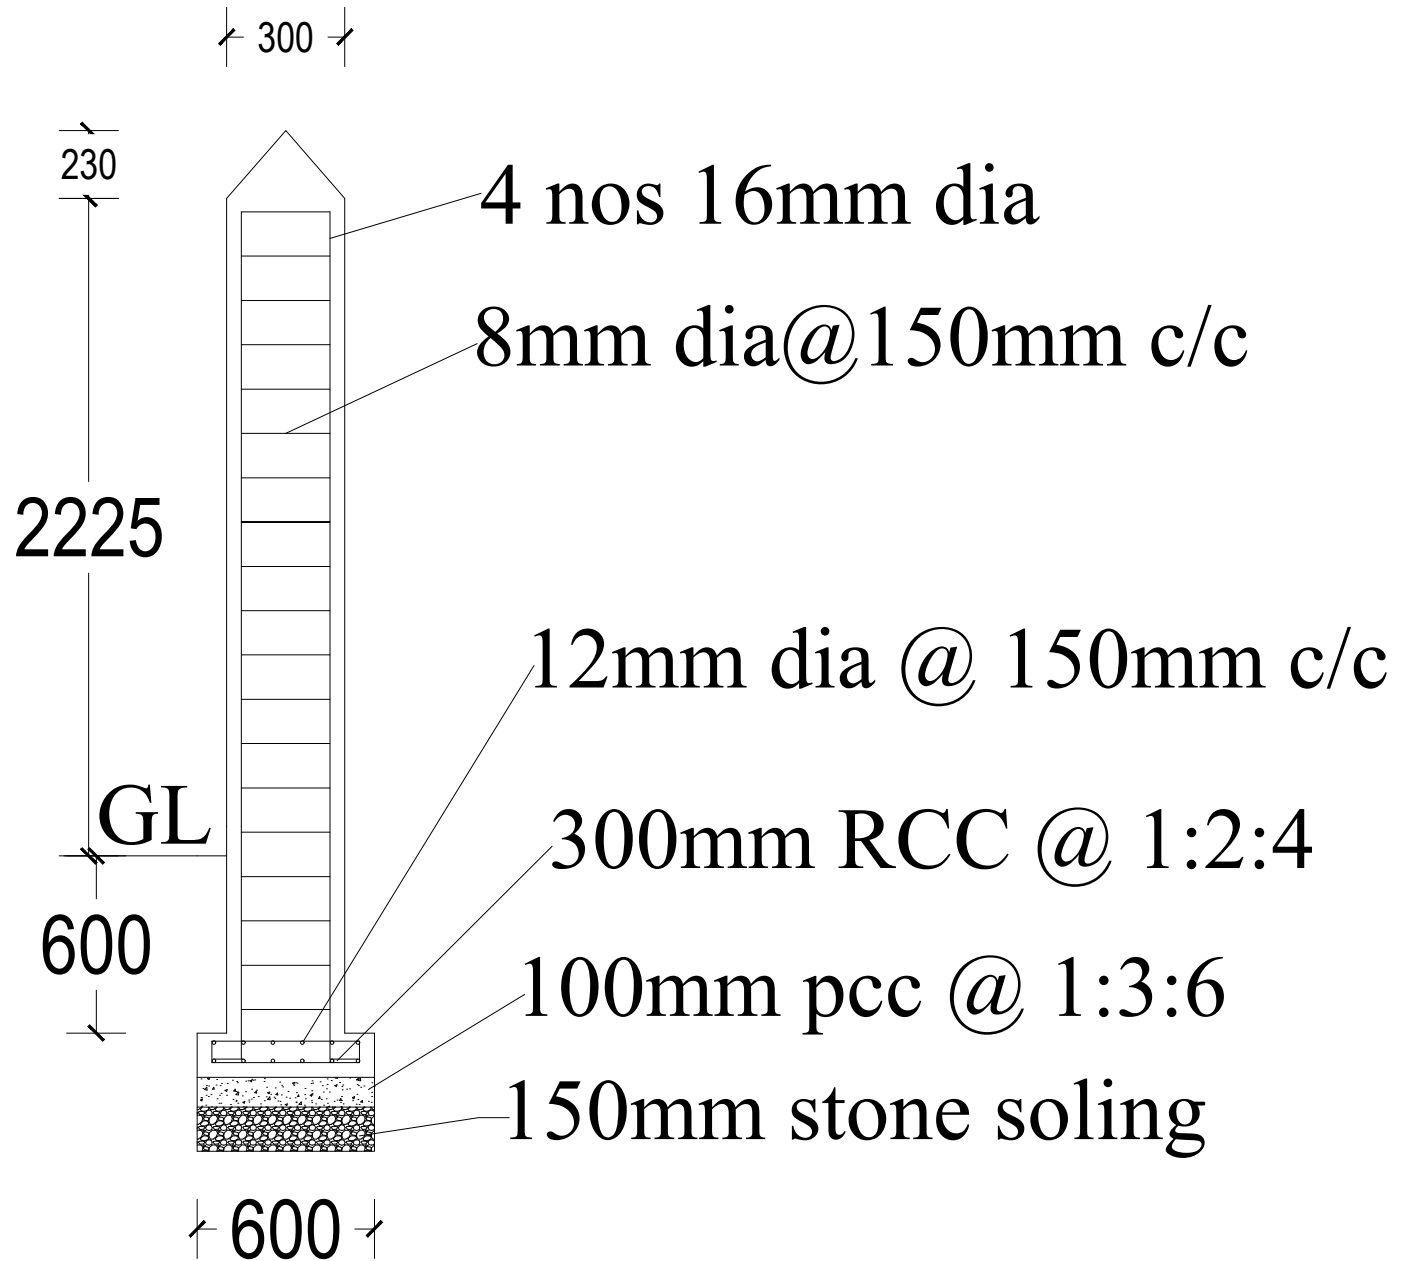 300
230
4 nos 16mm dia
8mm dia@150mm c/c
2225
12mm dia @ 150mm c/c
GL
300mm RCC @ 1:2:4
600
100mm pcc @ 1:3:6
150mm stone soling
600